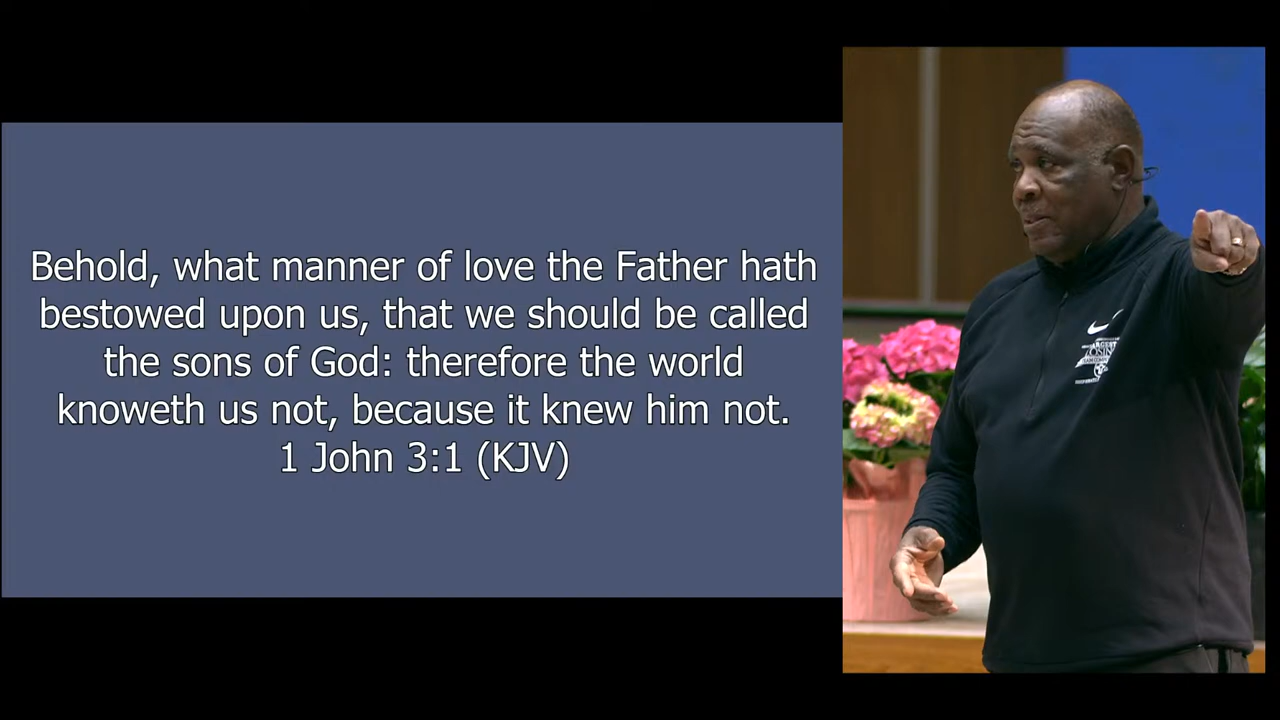 Behold, what manner of love the Father hath
bestowed upon us, that we should be called
the sons of God: therefore the world
knoweth us not, because it knew him not.
1 John 3:1 (KJV)